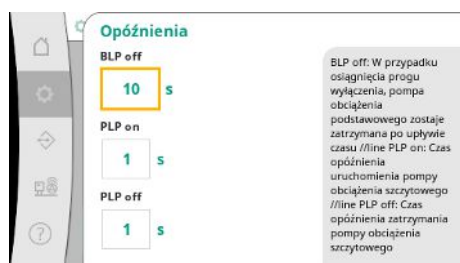 Opóźnienia
BLP off
10 s
PLP on
1 s
PLP off
1 s
BLP off: W przypadku
osiągnięcia progu
wyłączenia, pompa
obciążenia
podstawowego zostaje
zatrzymana po upływie
czasu //line PLP on: Czas
opóźnienia
uruchomienia pompy
obciążenia szczytowego
//line PLP off: Czas
opóźnienia zatrzymania
pompy obciążenia
szczytowego